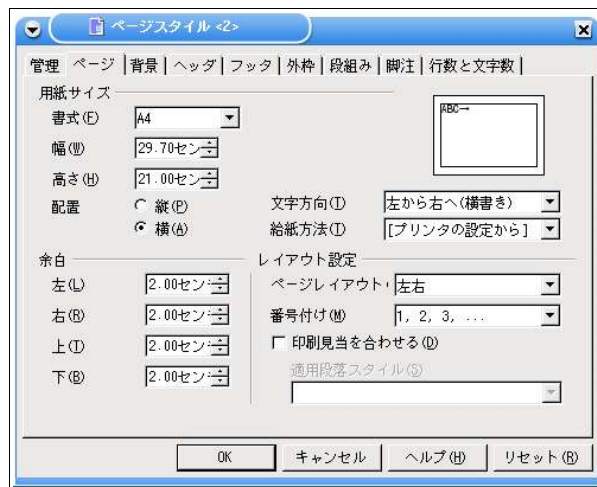 ページスタイル <2>
管理 ページ 背景 ヘッダ フッタ 外枠 段組み 脚注 行数と文字数
用紙サイズ
書式(F) A4
幅(W) 29.70セン
高さ(H) 21.00セン
配置 縦(P)
横(A)
ABC→
文字方向(T) 左から右へ(横書き)
給紙方法(T) [プリンタの設定から]
余白
左(L) 2.00セン
右(R) 2.00セン
上(T) 2.00セン
下(B) 2.00セン
レイアウト設定
ページレイアウト 左右
番号付け(M) 1, 2, 3, ...
印刷見当を合わせる(D)
適用段落スタイル(S)
OK キャンセル ヘルプ(H) リセット(R)